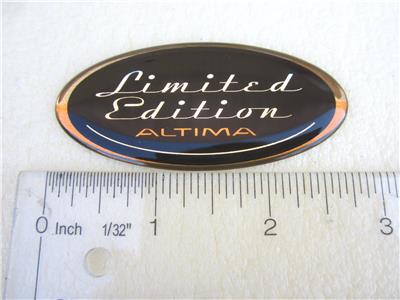 Limited
Edition
ALTIMA
0 Inch 1/32" 1 2 3